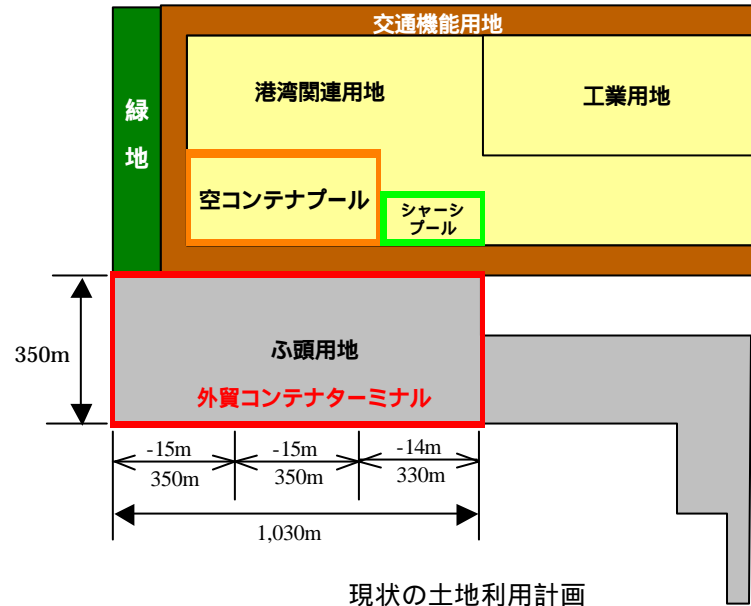 交通機能用地
緑
地
港湾関連用地
工業用地
空コンテナプール
シャーシ
プール
350m
ふ頭用地
外貿コンテナターミナル
-15m
-15m
-14m
350m
350m
330m
1,030m
現状の土地利用計画